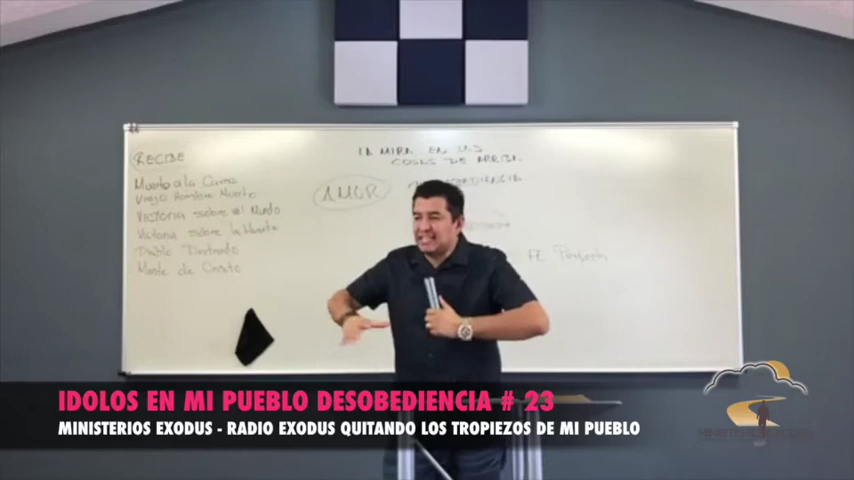 RECIBE
Muerto a la Carne
Viejo Hombre Muerto
Victoria sobre el Mundo
Victoria sobre la Muerte
Diablo Derrotado
Mente de Cristo
LA MIRA EN LAS
COSAS DE ARRIBA
AMOR
FE
IDOLOS EN MI PUEBLO DESOBEDIENCIA # 23
MINISTERIOS EXODUS - RADIO EXODUS QUITANDO LOS TROPIEZOS DE MI PUEBLO